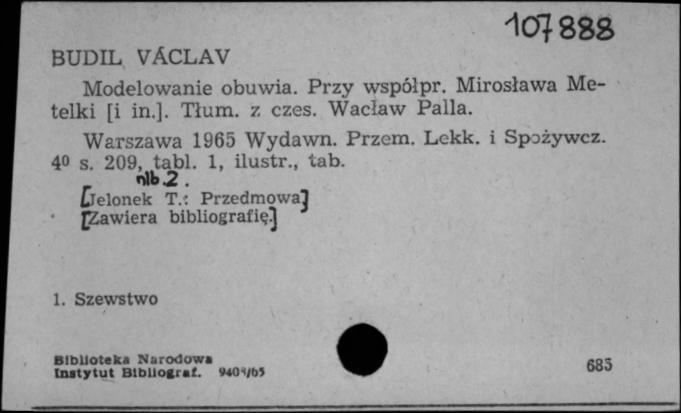 107888
BUDIL VÁCLAV
Modelowanie obuwia. Przy współpr. Mirosława Me-
telki [i in.]. Tłum. z czes. Wacław Palla.
Warszawa 1965 Wydawn. Przem. Lekk. i Spożywcz.
4⁰ s. 209, tabl. 1, ilustr., tab.
nlb.2.
[Jelonek T.: Przedmowa]
[Zawiera bibliografię.]
1. Szewstwo
Biblioteka Narodowa
Instytut Bibliograf.
685